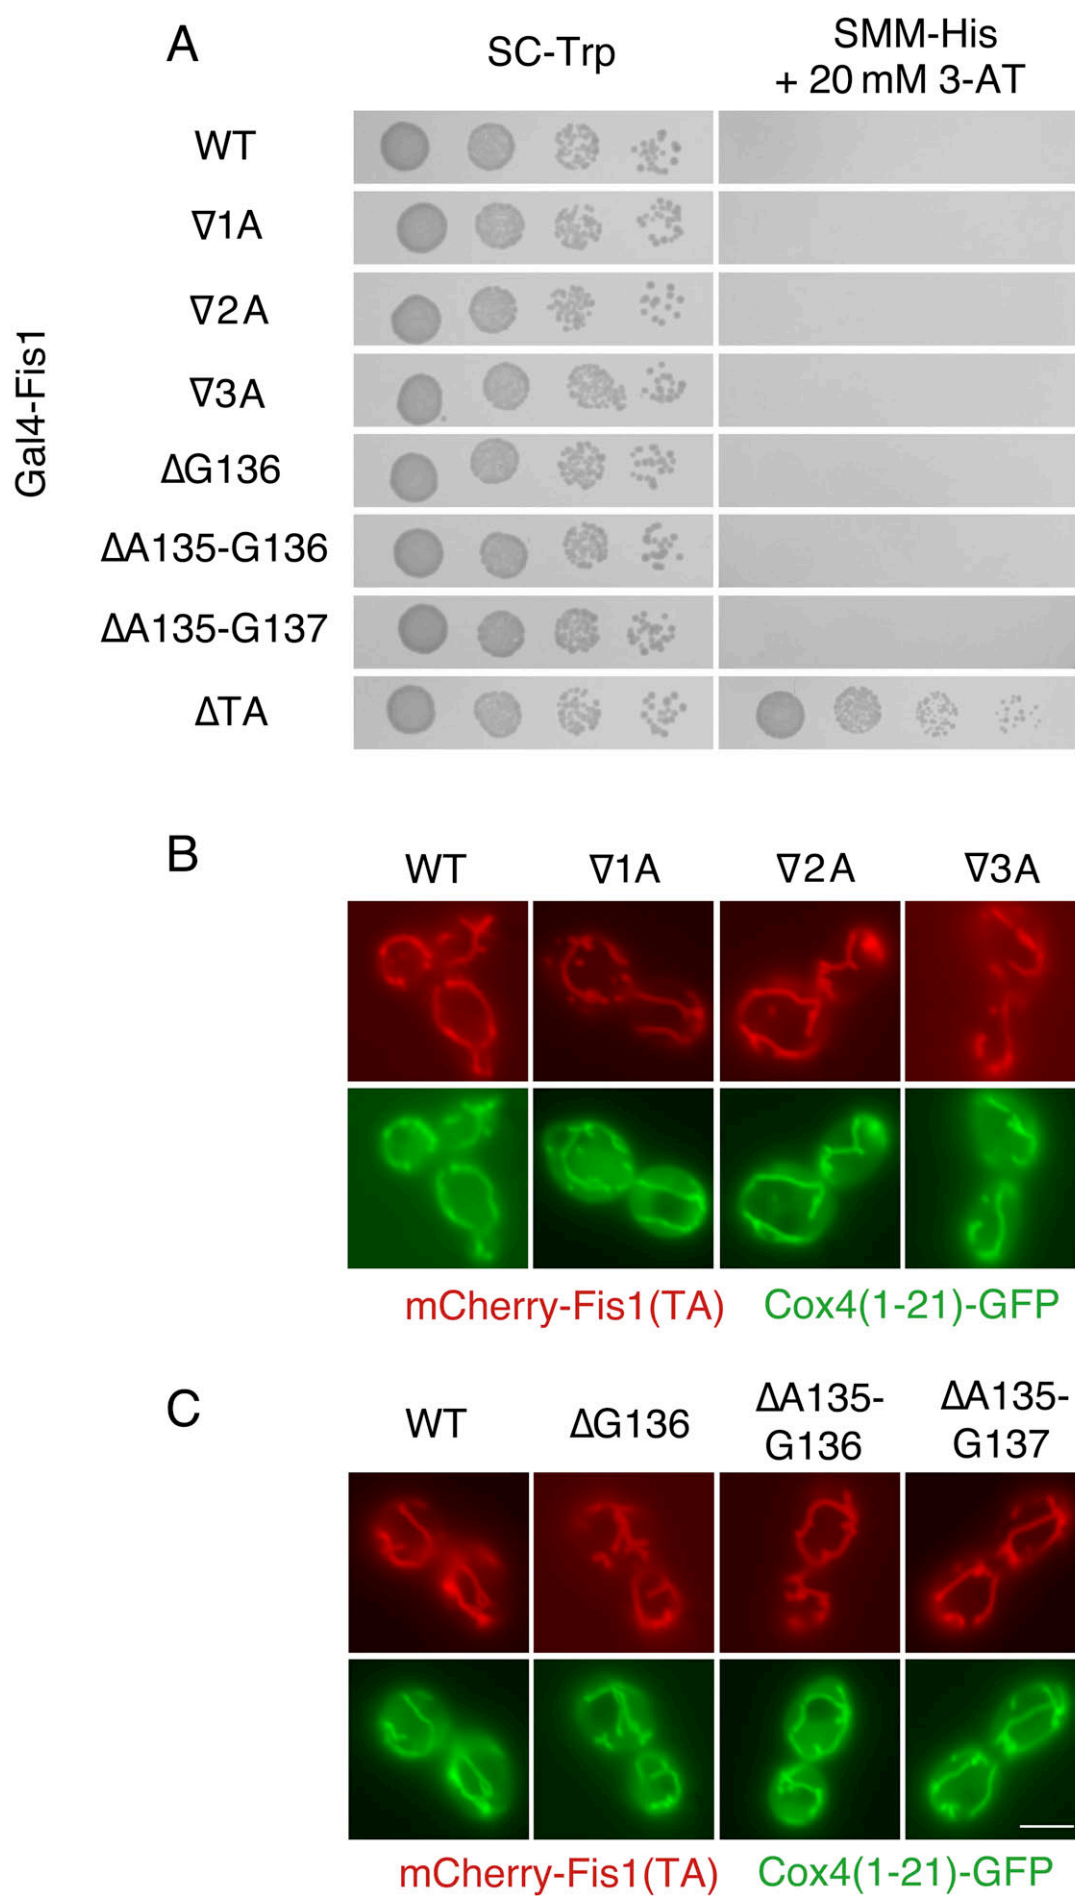 A
SC-Trp
SMM-His
+ 20 mM 3-AT
Gal4-Fis1
WT
∇1A
∇2A
∇3A
ΔG136
ΔA135-G136
ΔA135-G137
ΔTA
B
WT
∇1A
∇2A
∇3A
mCherry-Fis1(TA)
Cox4(1-21)-GFP
C
WT
ΔG136
ΔA135-
G136
ΔA135-
G137
mCherry-Fis1(TA)
Cox4(1-21)-GFP